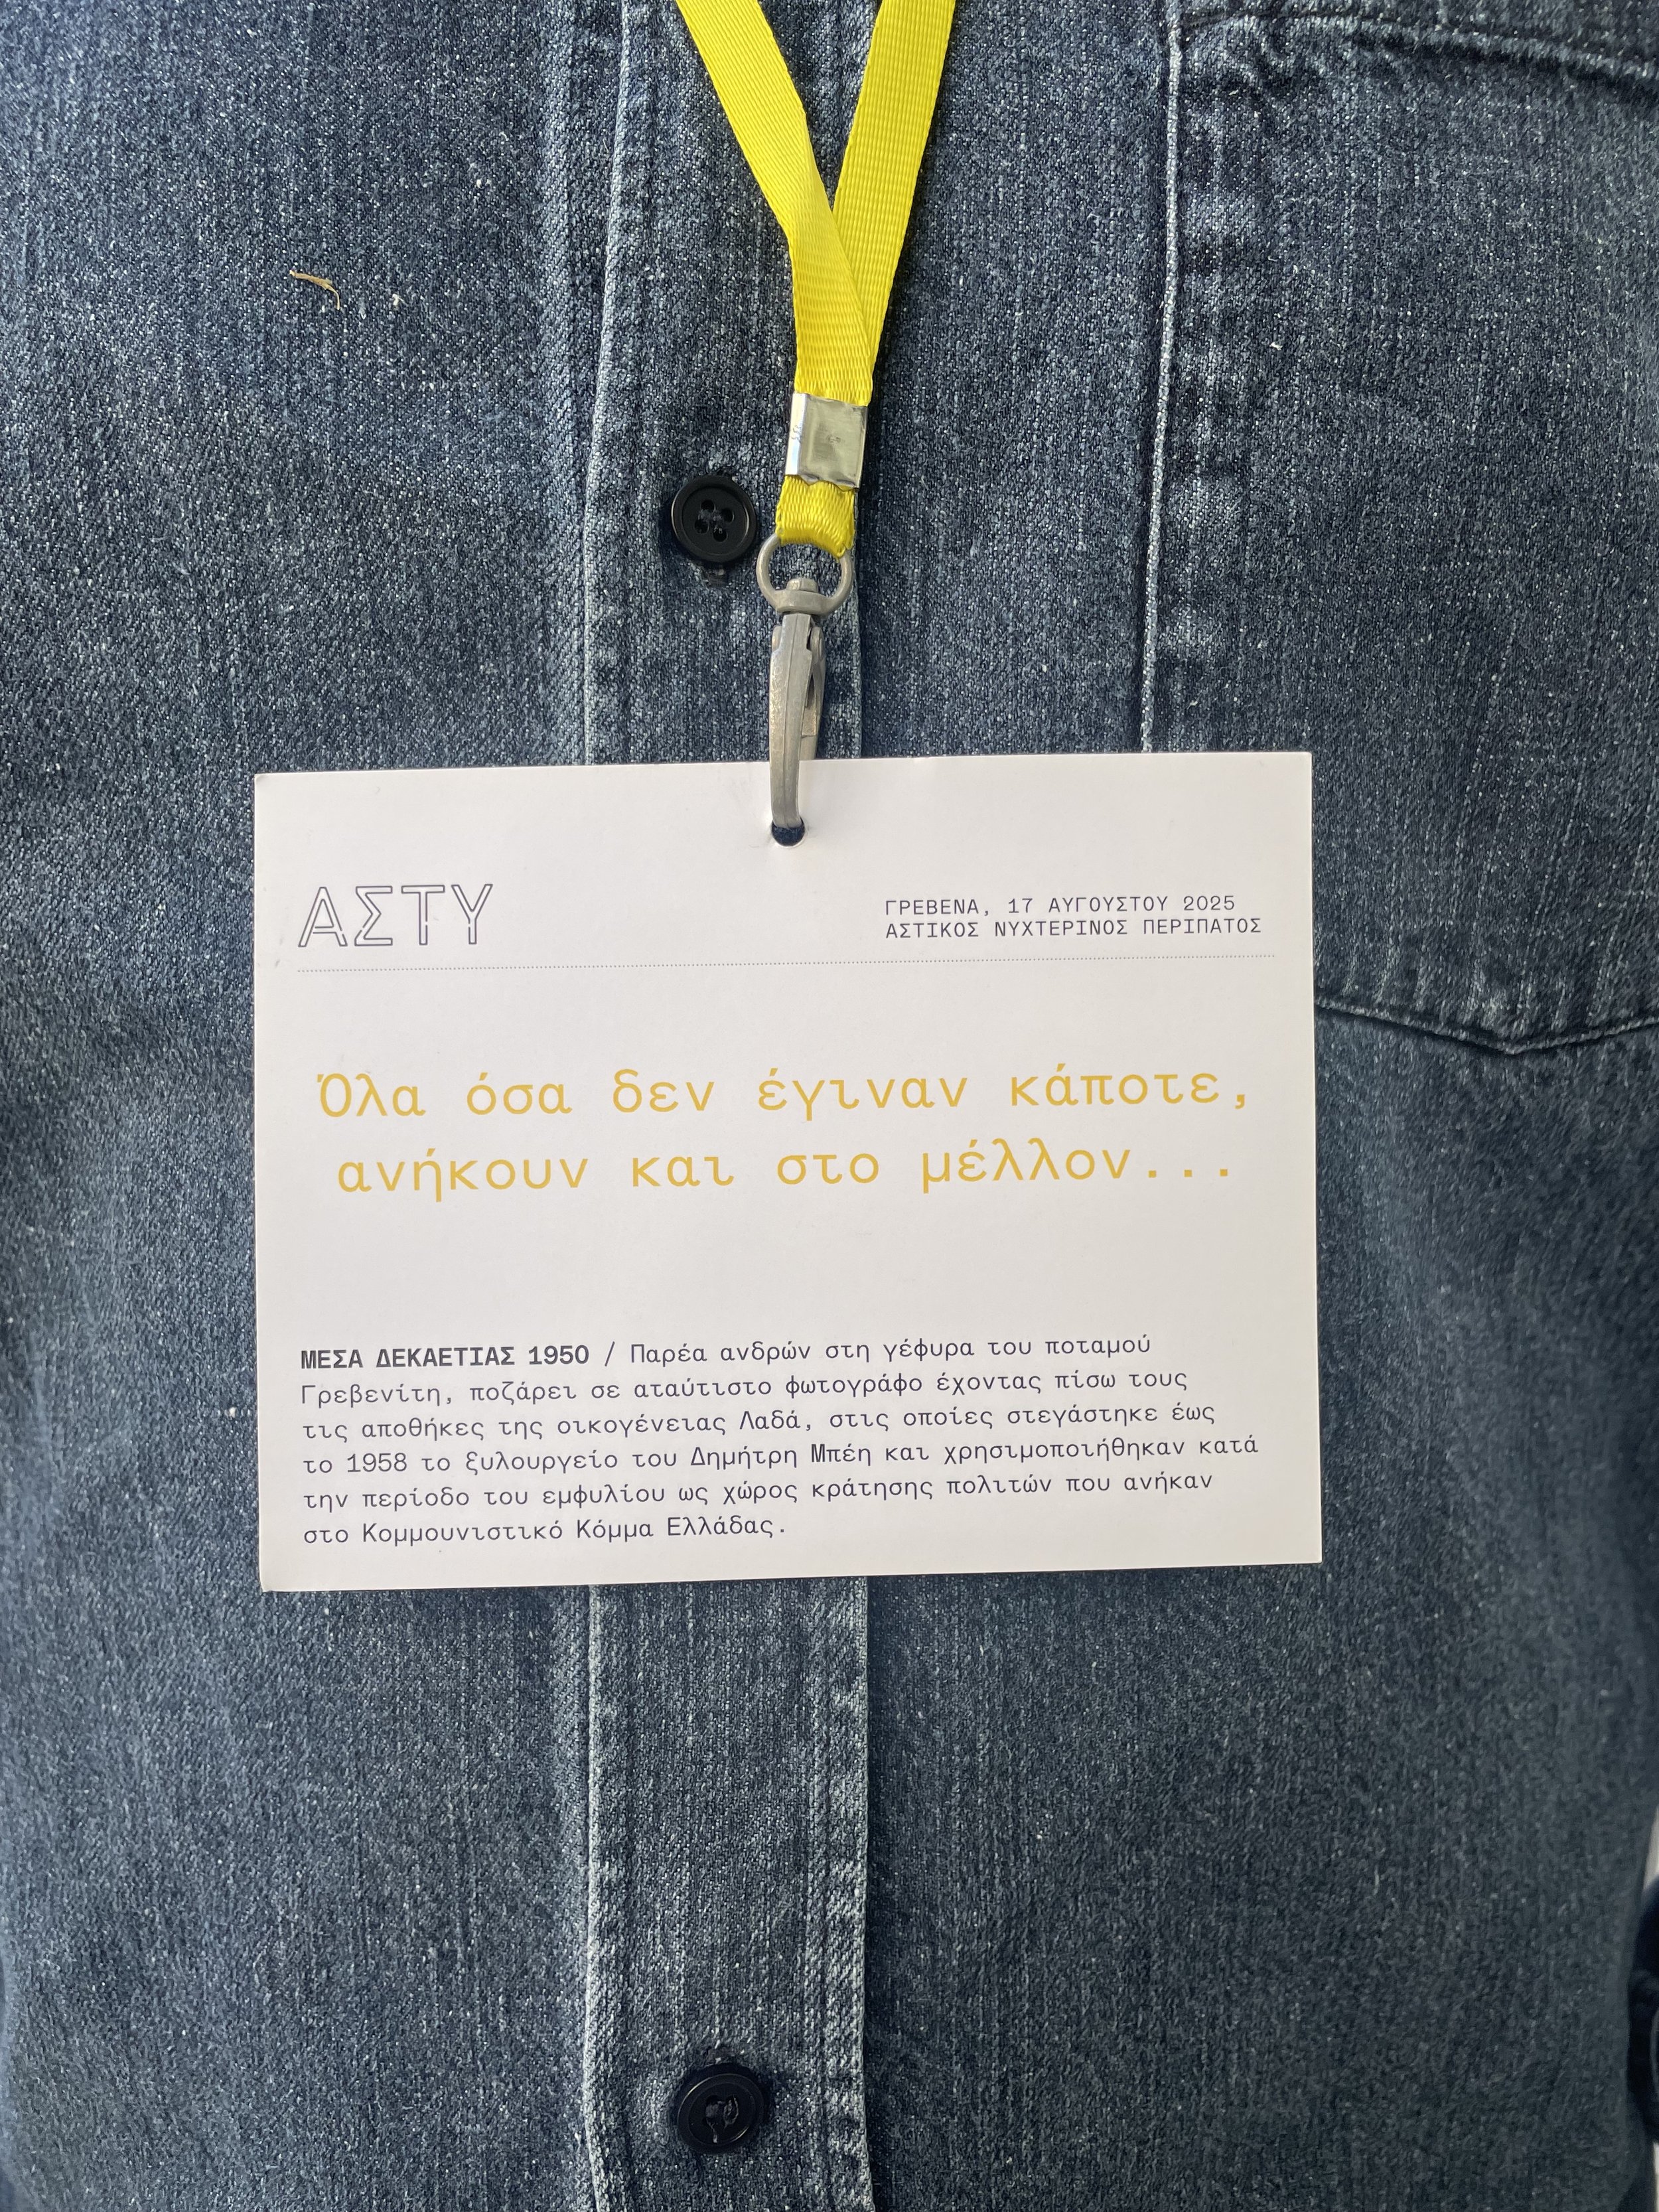 ΑΣΤΥ
ΓΡΕΒΕΝΑ, 17 ΑΥΓΟΥΣΤΟΥ 2025
ΑΣΤΙΚΟΣ ΝΥΧΤΕΡΙΝΟΣ ΠΕΡΙΠΑΤΟΣ
Όλα όσα δεν έγιναν κάποτε,
ανήκουν και στο μέλλον...
ΜΕΣΑ ΔΕΚΑΕΤΙΑΣ 1950 / Παρέα ανδρών στη γέφυρα του ποταμού
Γρεβενίτη, ποζάρει σε αταύτιστο φωτογράφο έχοντας πίσω τους
τις αποθήκες της οικογένειας Λαδά, στις οποίες στεγάστηκε έως
το 1958 το ξυλουργείο του Δημήτρη Μπέη και χρησιμοποιήθηκαν κατά
την περίοδο του εμφυλίου ως χώρος κράτησης πολιτών που ανήκαν
στο Κομμουνιστικό Κόμμα Ελλάδας.